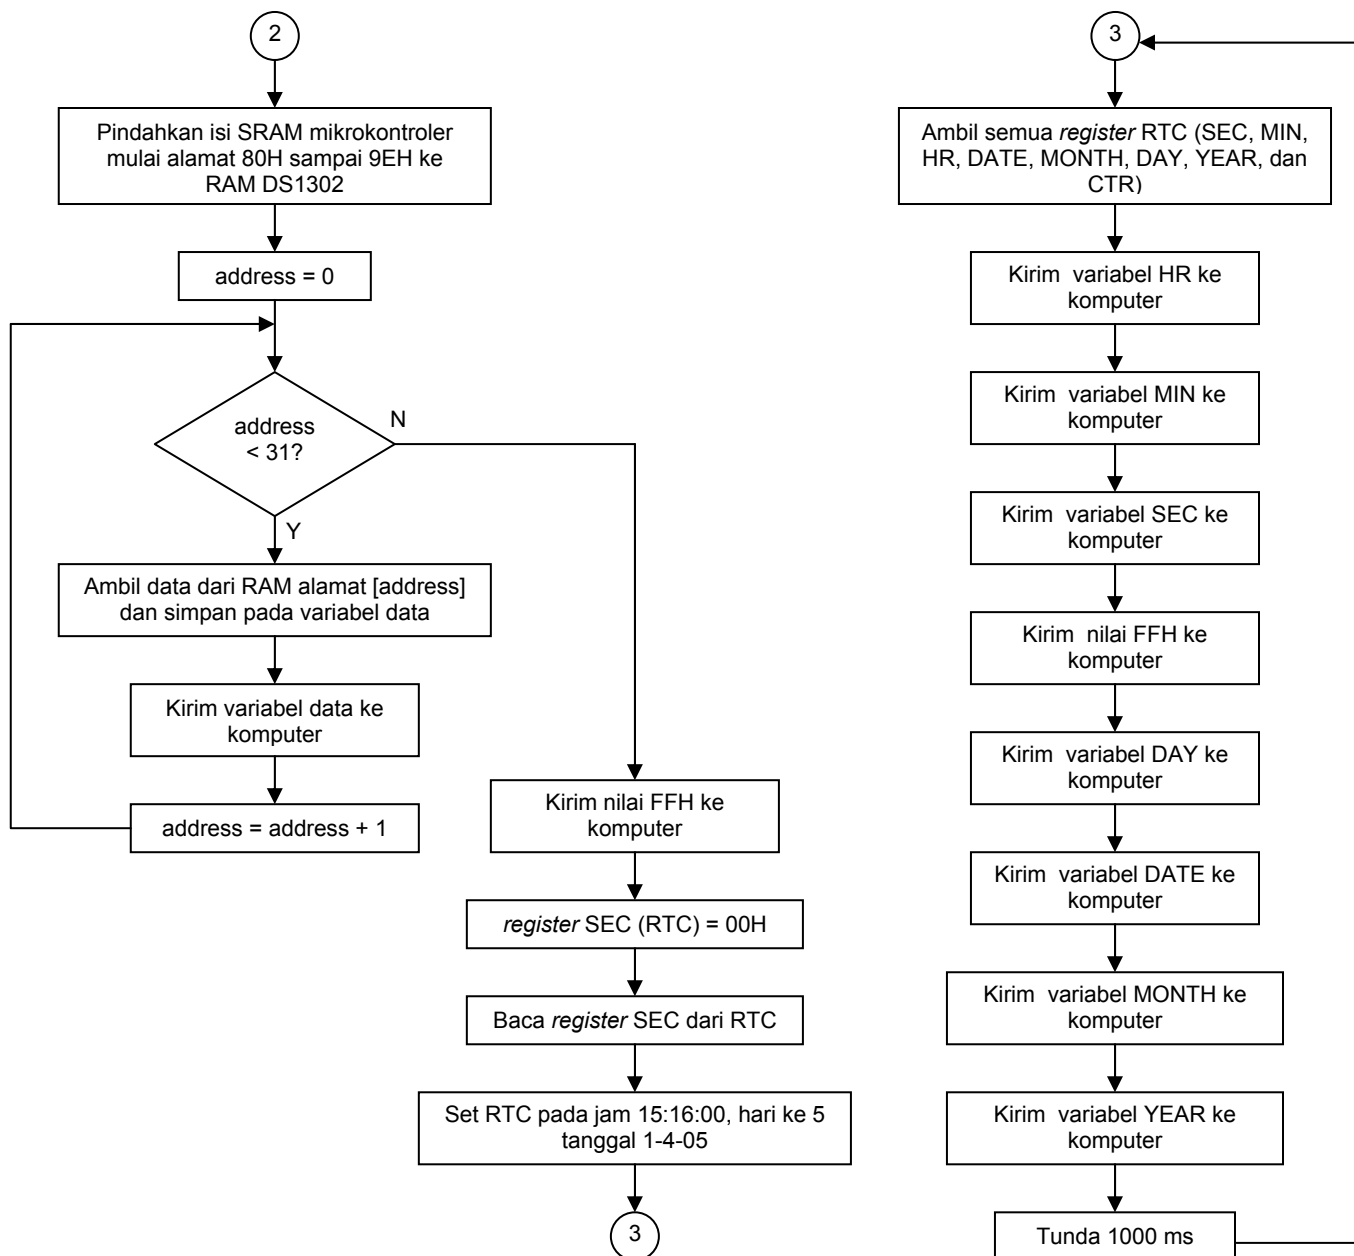 2
Pindahkan isi SRAM mikrokontroler
mulai alamat 80H sampai 9EH ke
RAM DS1302
address = 0
address
< 31?
N
Y
Ambil data dari RAM alamat [address]
dan simpan pada variabel data
Kirim variabel data ke
komputer
address = address + 1
Kirim nilai FFH ke
komputer
register SEC (RTC) = 00H
Baca register SEC dari RTC
Set RTC pada jam 15:16:00, hari ke 5
tanggal 1-4-05
3
3
Ambil semua register RTC (SEC, MIN,
HR, DATE, MONTH, DAY, YEAR, dan
CTR)
Kirim variabel HR ke
komputer
Kirim variabel MIN ke
komputer
Kirim variabel SEC ke
komputer
Kirim nilai FFH ke
komputer
Kirim variabel DAY ke
komputer
Kirim variabel DATE ke
komputer
Kirim variabel MONTH ke
komputer
Kirim variabel YEAR ke
komputer
Tunda 1000 ms